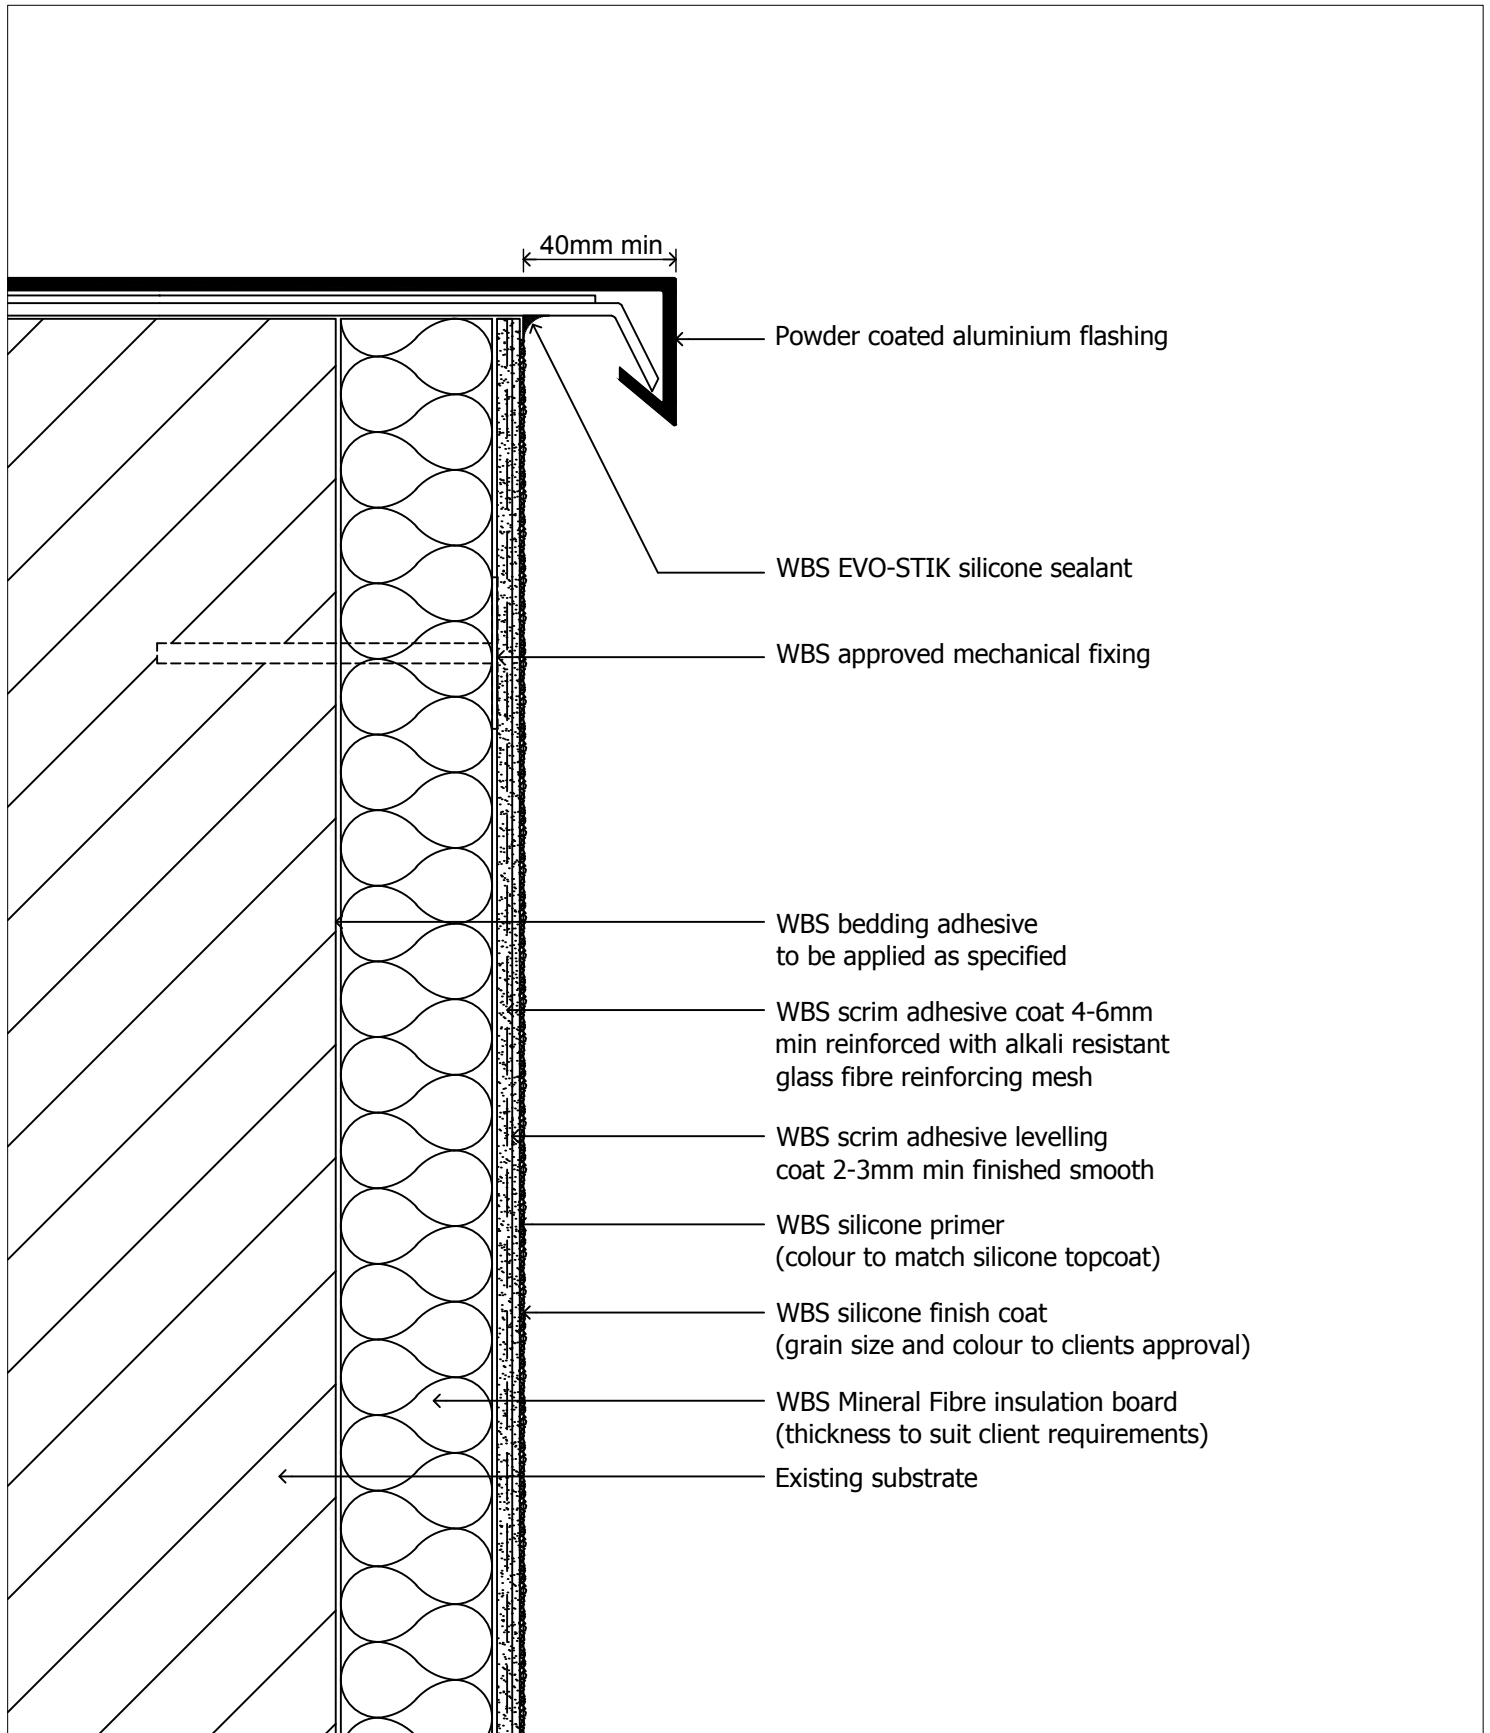 40mm min
Powder coated aluminium flashing
WBS EVO-STIK silicone sealant
WBS approved mechanical fixing
WBS bedding adhesive
to be applied as specified
WBS scrim adhesive coat 4-6mm
min reinforced with alkali resistant
glass fibre reinforcing mesh
WBS scrim adhesive levelling
coat 2-3mm min finished smooth
WBS silicone primer
(colour to match silicone topcoat)
WBS silicone finish coat
(grain size and colour to clients approval)
WBS Mineral Fibre insulation board
(thickness to suit client requirements)
Existing substrate